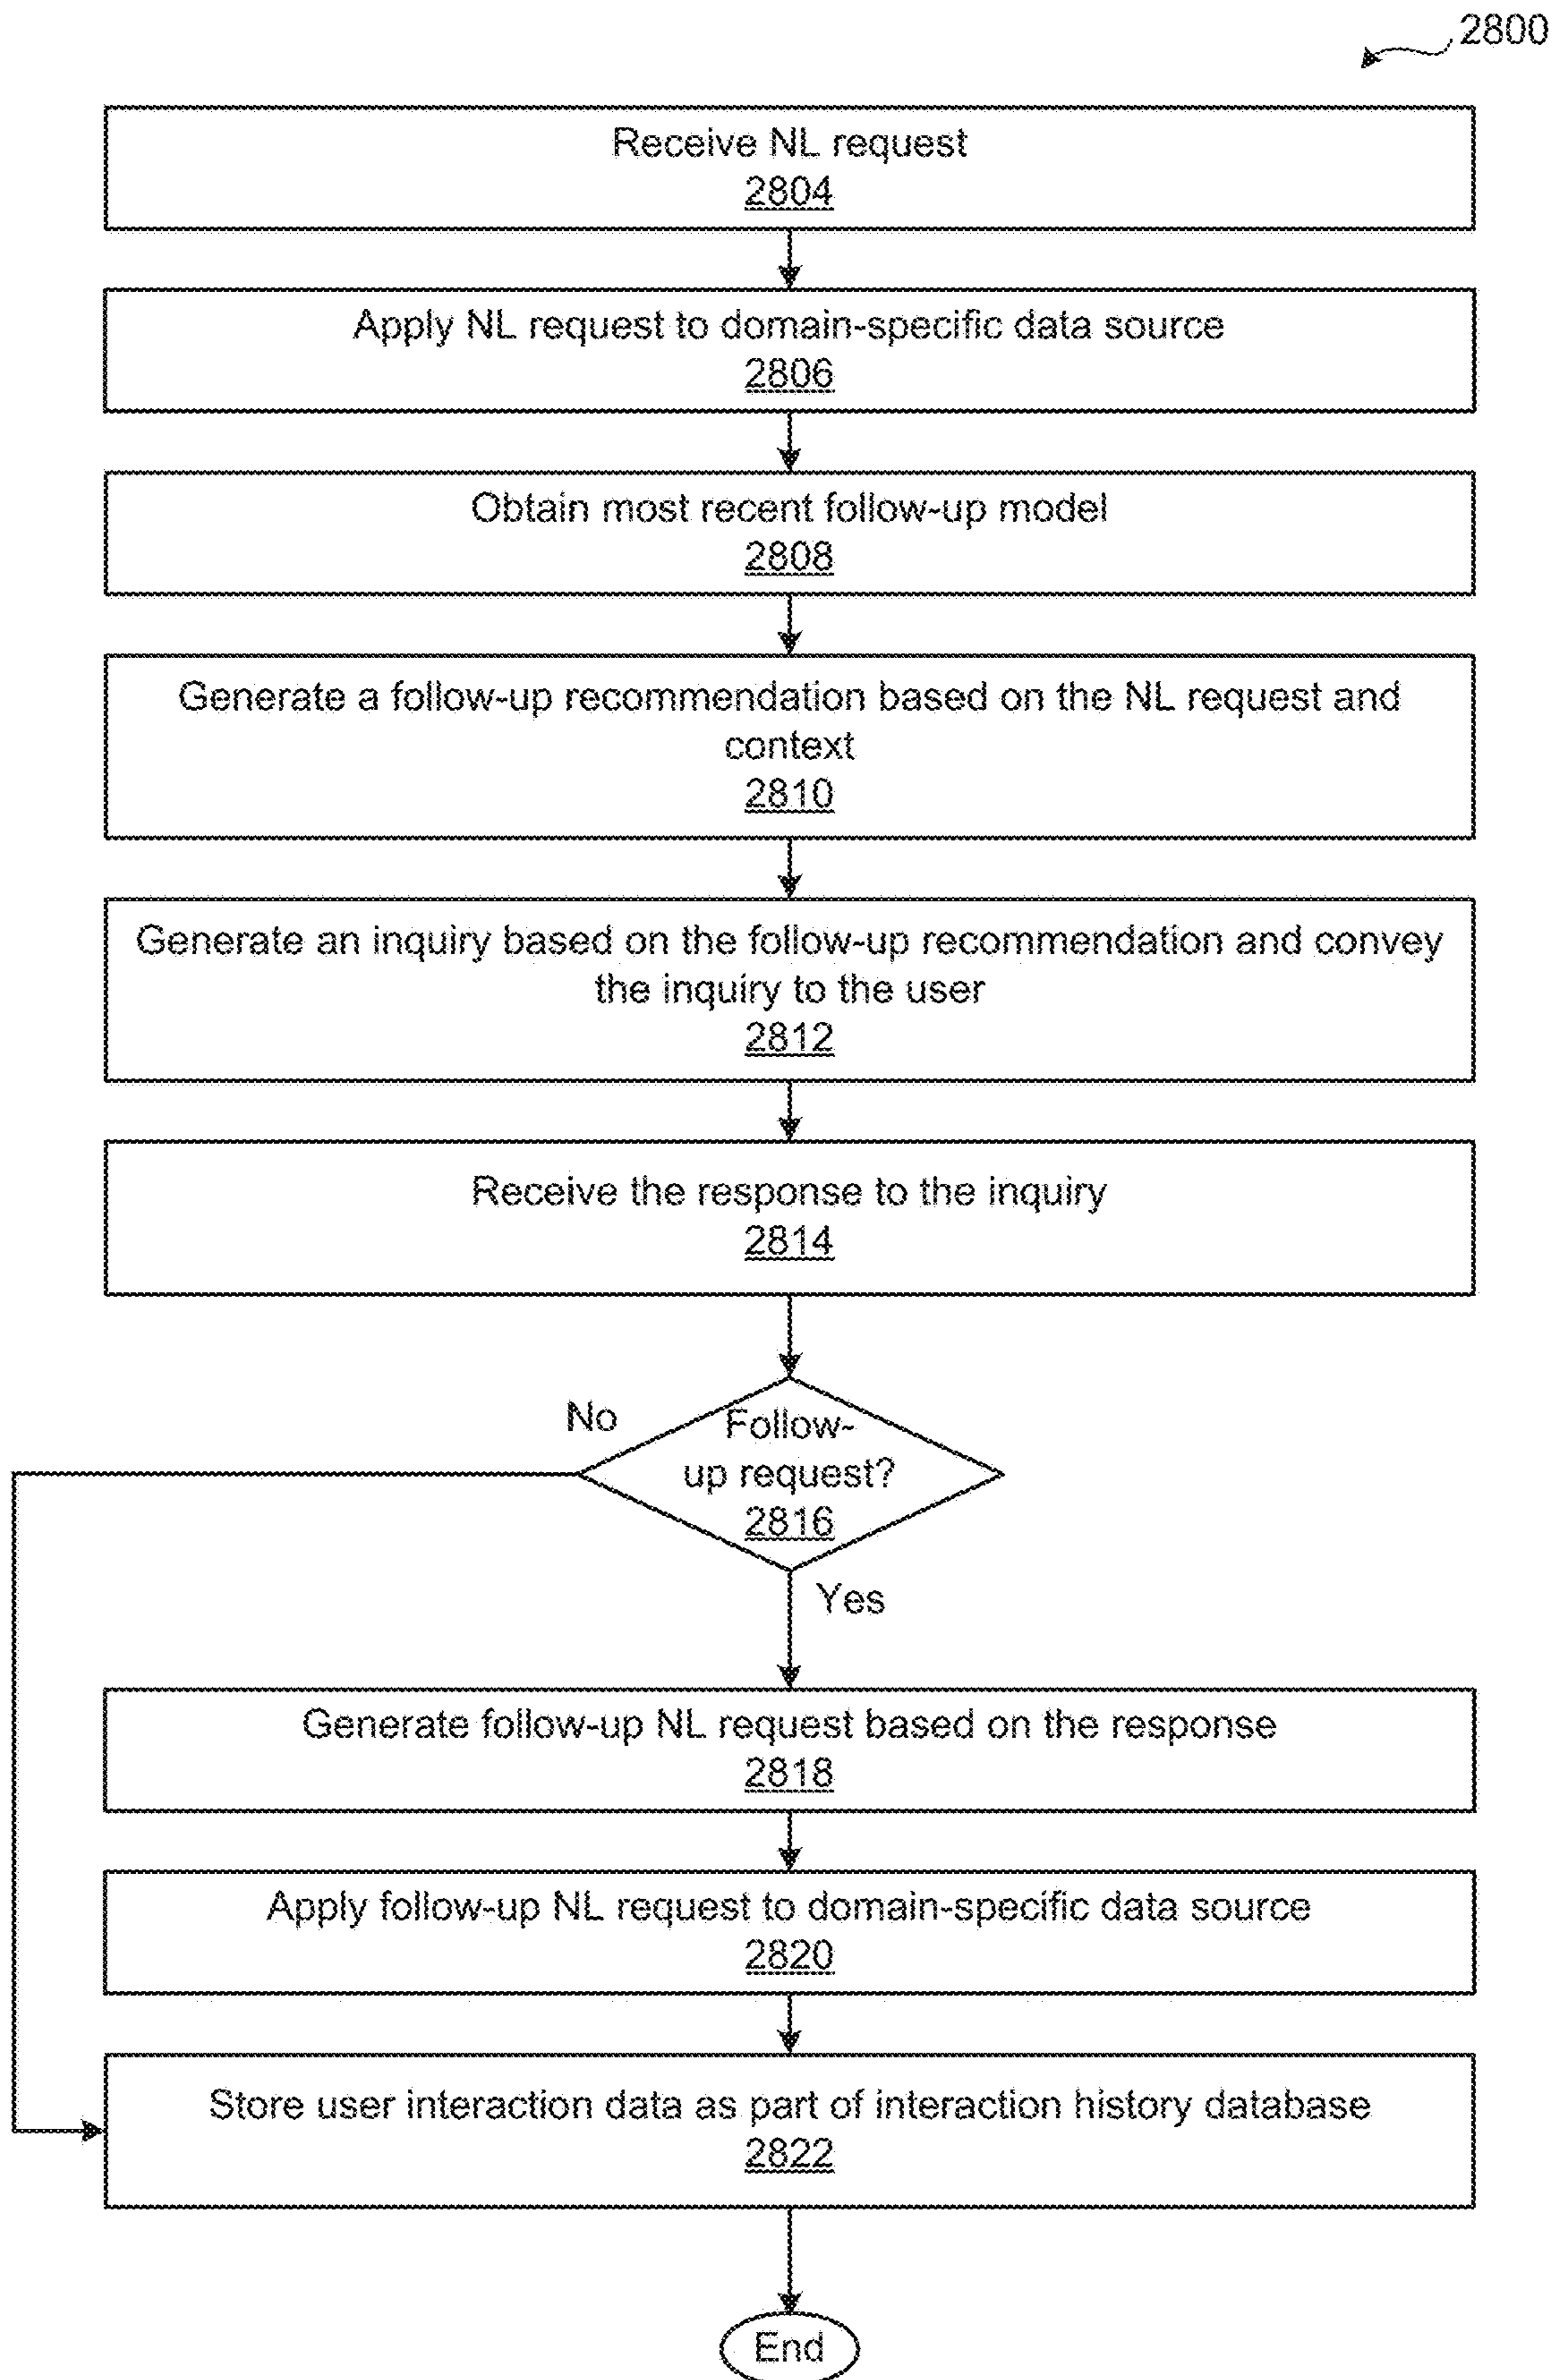 2800
Receive NL request
2804
Apply NL request to domain-specific data source
2806
Obtain most recent follow-up model
2808
Generate a follow-up recommendation based on the NL request and
context
2810
Generate an inquiry based on the follow-up recommendation and convey
the inquiry to the user
2812
Receive the response to the inquiry
2814
No
Follow-
up request?
2816
Yes
Generate follow-up NL request based on the response
2818
Apply follow-up NL request to domain-specific data source
2820
Store user interaction data as part of interaction history database
2822
End